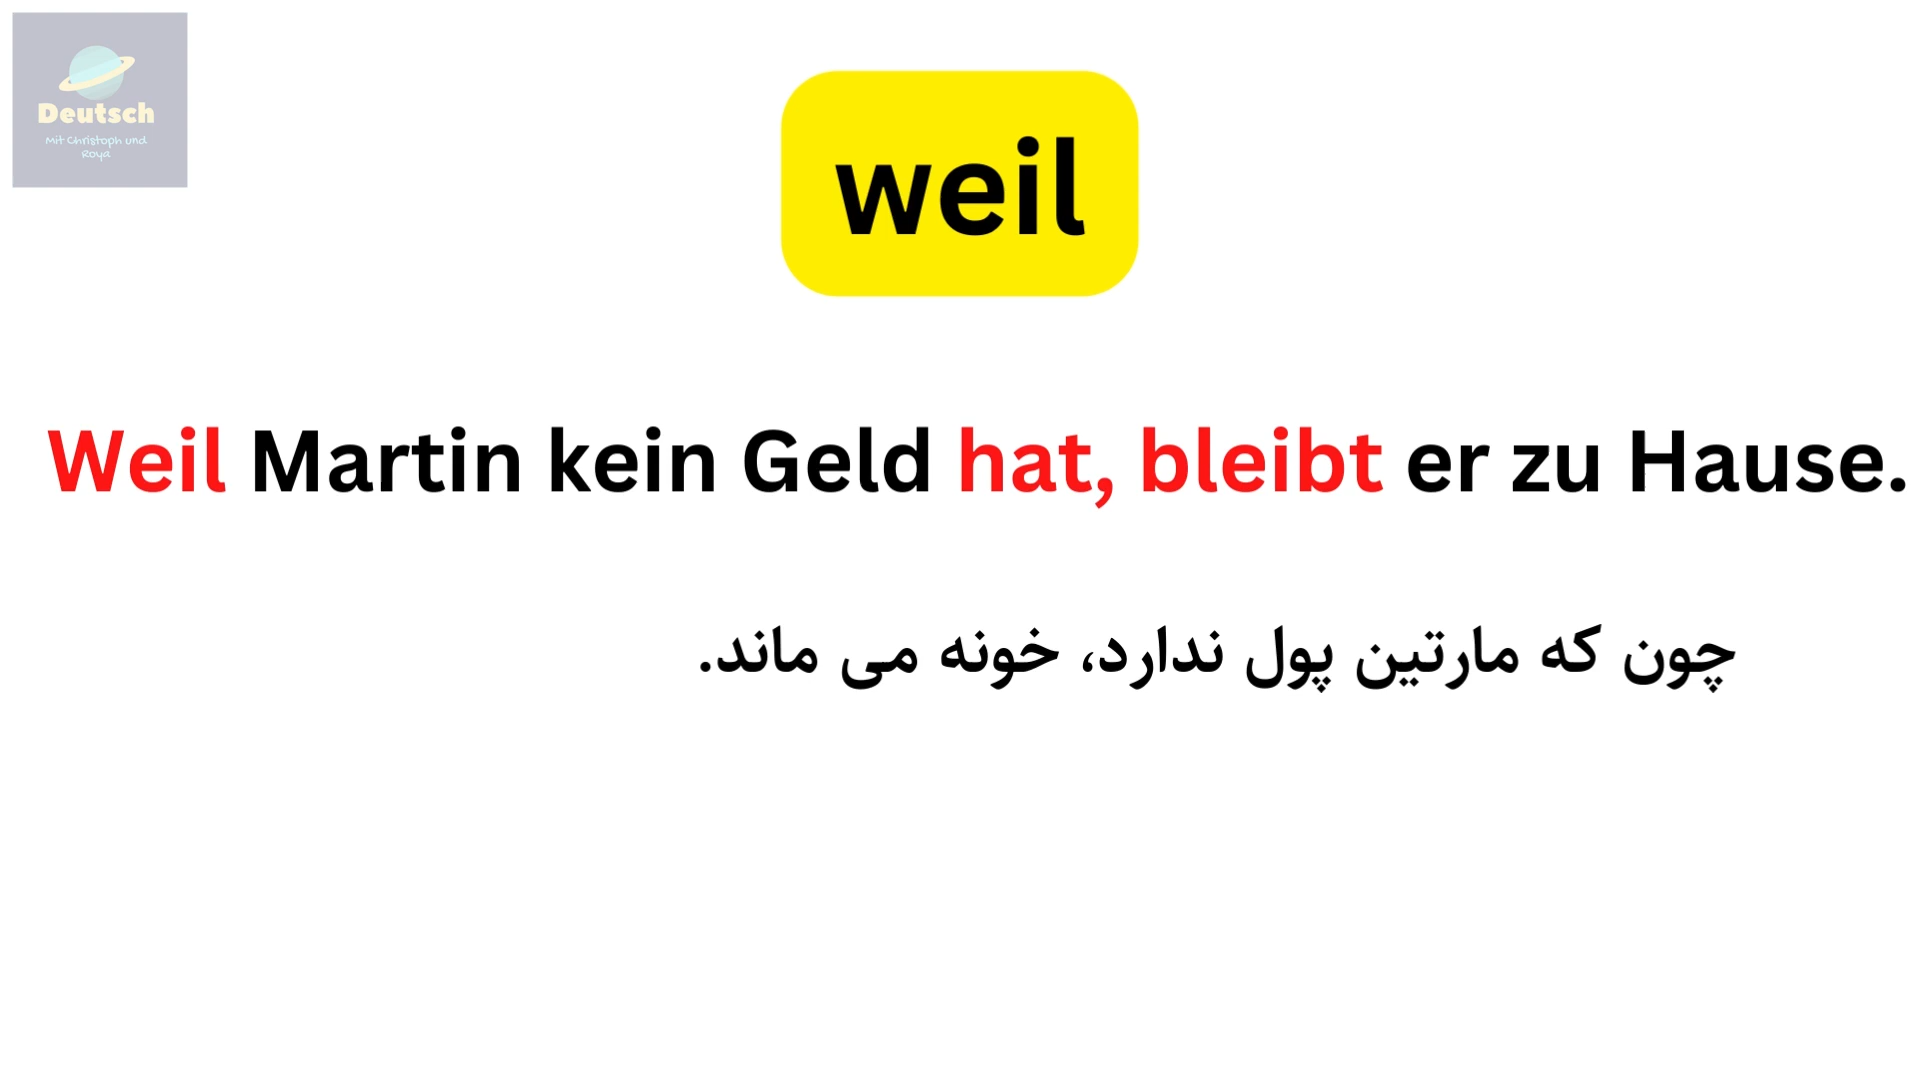 Deutsch
Mit Christoph und
Roya
weil
Weil Martin kein Geld hat, bleibt er zu Hause.
چون که مارتین پول ندارد، خونه می ماند.